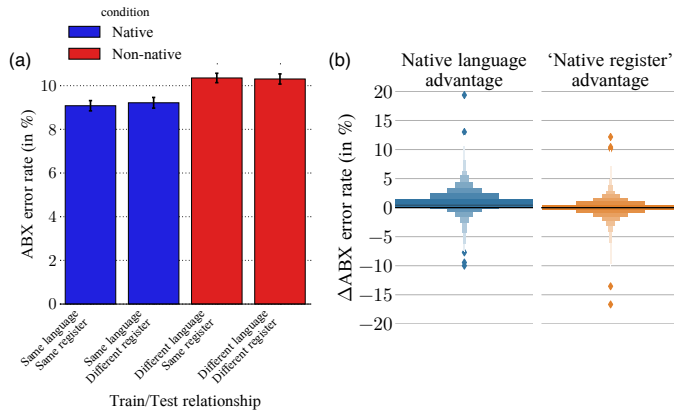 condition
Native
Non-native
(a)
ABX error rate (in %)
10
8
6
4
2
0
Same language
Same register
Same language
Different register
Different language
Same register
Different language
Different register
Train/Test relationship
(b)
Native language
advantage
‘Native register’
advantage
ΔABX error rate (in %)
20
15
10
5
0
−5
−10
−15
−20